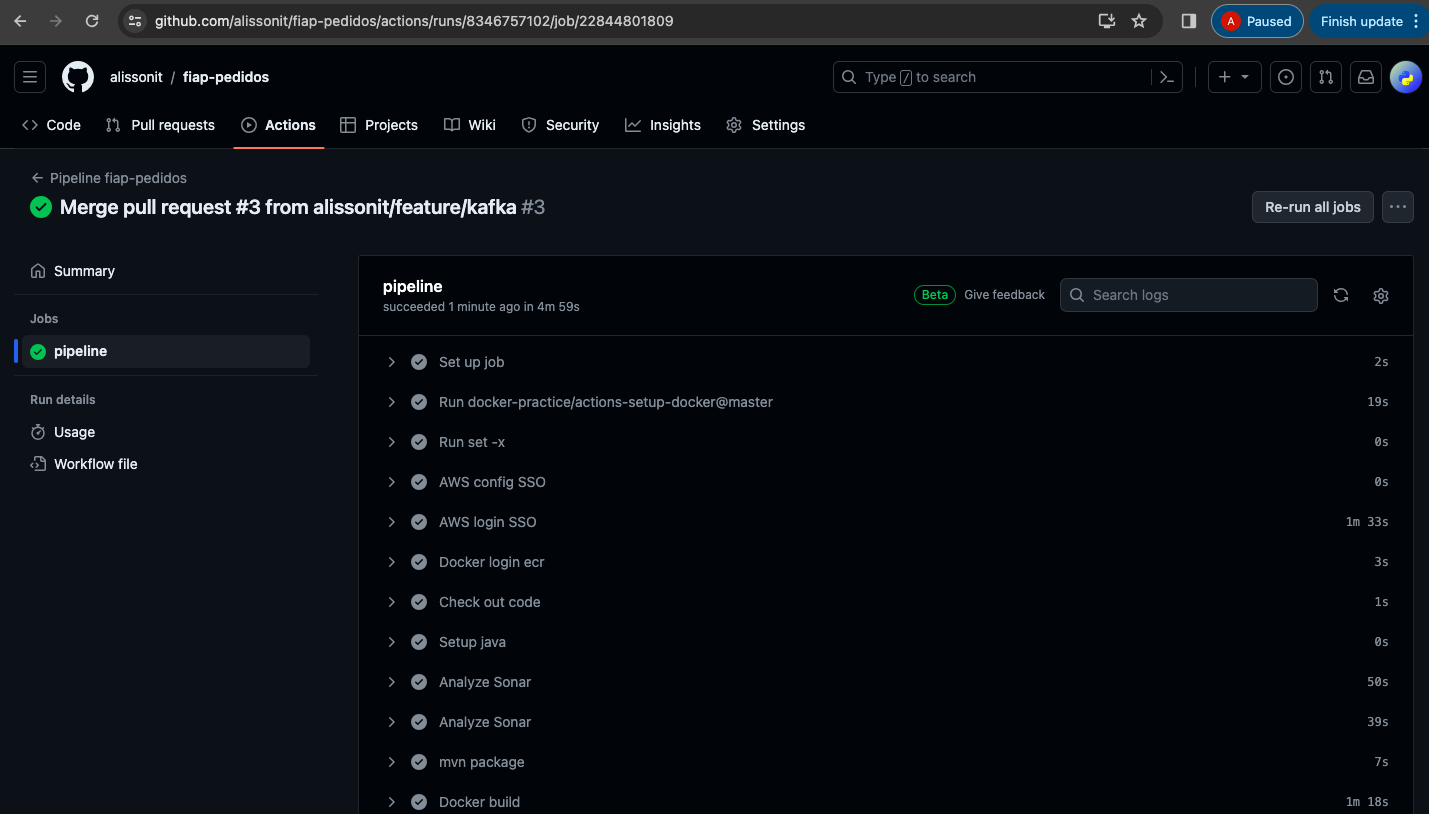 github.com/alissonit/fiap-pedidos/actions/runs/8346757102/job/22844801809
A Paused
Finish update
alissonit / fiap-pedidos
Type / to search
Code
Pull requests
Actions
Projects
Wiki
Security
Insights
Settings
Pipeline fiap-pedidos
Merge pull request #3 from alissonit/feature/kafka #3
Re-run all jobs
Summary
Jobs
pipeline
Run details
Usage
Workflow file
pipeline
succeeded 1 minute ago in 4m 59s
Beta
Give feedback
Search logs
Set up job 2s
Run docker-practice/actions-setup-docker@master 19s
Run set -x 0s
AWS config SSO 0s
AWS login SSO 1m 33s
Docker login ecr 3s
Check out code 1s
Setup java 0s
Analyze Sonar 50s
Analyze Sonar 39s
mvn package 7s
Docker build 1m 18s